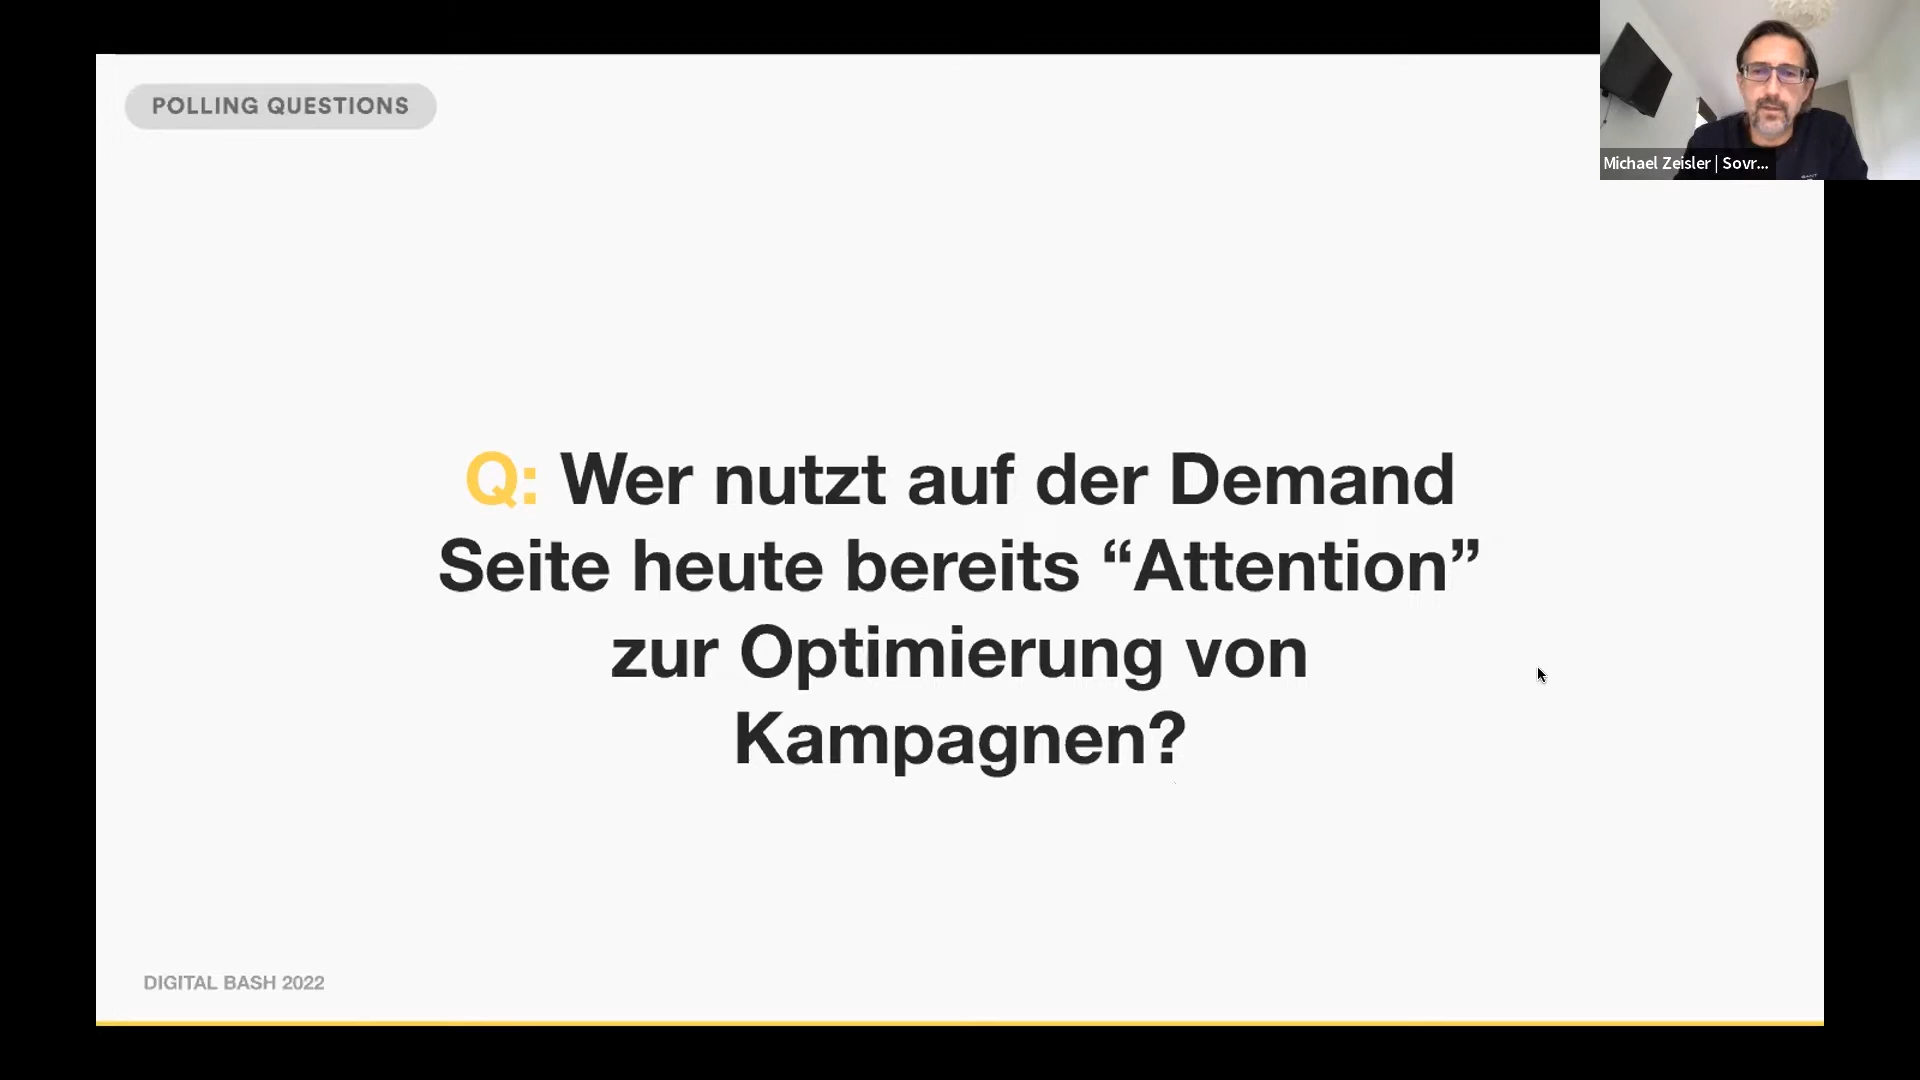 POLLING QUESTIONS
Michael Zeisler | Sovr...
Q: Wer nutzt auf der Demand
Seite heute bereits “Attention”
zur Optimierung von
Kampagnen?
DIGITAL BASH 2022